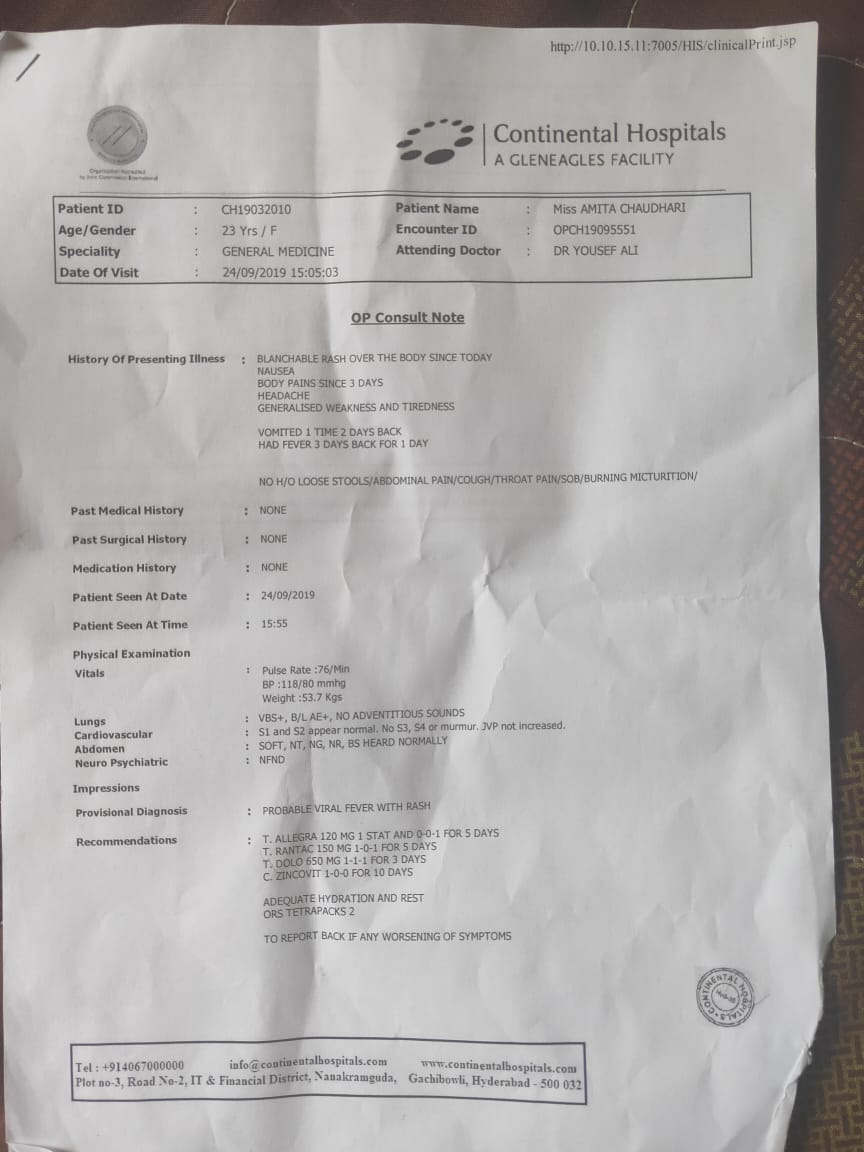 http://10.10.15.11:7005/HIS/clinicalPrint.jsp
Organization Accredited
by Joint Commission International
Continental Hospitals
A GLENEAGLES FACILITY
Patient ID : CH19032010 Patient Name : Miss AMITA CHAUDHARI
Age/Gender : 23 Yrs / F Encounter ID : OPCH19095551
Speciality : GENERAL MEDICINE Attending Doctor : DR YOUSEF ALI
Date Of Visit : 24/09/2019 15:05:03
OP Consult Note
History Of Presenting Illness : BLANCHABLE RASH OVER THE BODY SINCE TODAY
NAUSEA
BODY PAINS SINCE 3 DAYS
HEADACHE
GENERALISED WEAKNESS AND TIREDNESS
VOMITED 1 TIME 2 DAYS BACK
HAD FEVER 3 DAYS BACK FOR 1 DAY
NO H/O LOOSE STOOLS/ABDOMINAL PAIN/COUGH/THROAT PAIN/SOB/BURNING MICTURITION/
Past Medical History : NONE
Past Surgical History : NONE
Medication History : NONE
Patient Seen At Date : 24/09/2019
Patient Seen At Time : 15:55
Physical Examination
Vitals : Pulse Rate :76/Min
BP :118/80 mmhg
Weight :53.7 Kgs
Lungs : VBS+, B/L AE+, NO ADVENTITIOUS SOUNDS
Cardiovascular : S1 and S2 appear normal. No S3, S4 or murmur. JVP not increased.
Abdomen : SOFT, NT, NG, NR, BS HEARD NORMALLY
Neuro Psychiatric : NFND
Impressions
Provisional Diagnosis : PROBABLE VIRAL FEVER WITH RASH
Recommendations : T. ALLEGRA 120 MG 1 STAT AND 0-0-1 FOR 5 DAYS
T. RANTAC 150 MG 1-0-1 FOR 5 DAYS
T. DOLO 650 MG 1-1-1 FOR 3 DAYS
C. ZINCOVIT 1-0-0 FOR 10 DAYS
ADEQUATE HYDRATION AND REST
ORS TETRAPACKS 2
TO REPORT BACK IF ANY WORSENING OF SYMPTOMS
CONTINENTAL HOSPITALS
Tel : +914067000000 info@continentalhospitals.com www.continentalhospitals.com
Plot no-3, Road No-2, IT & Financial District, Nanakramguda, Gachibowli, Hyderabad - 500 032